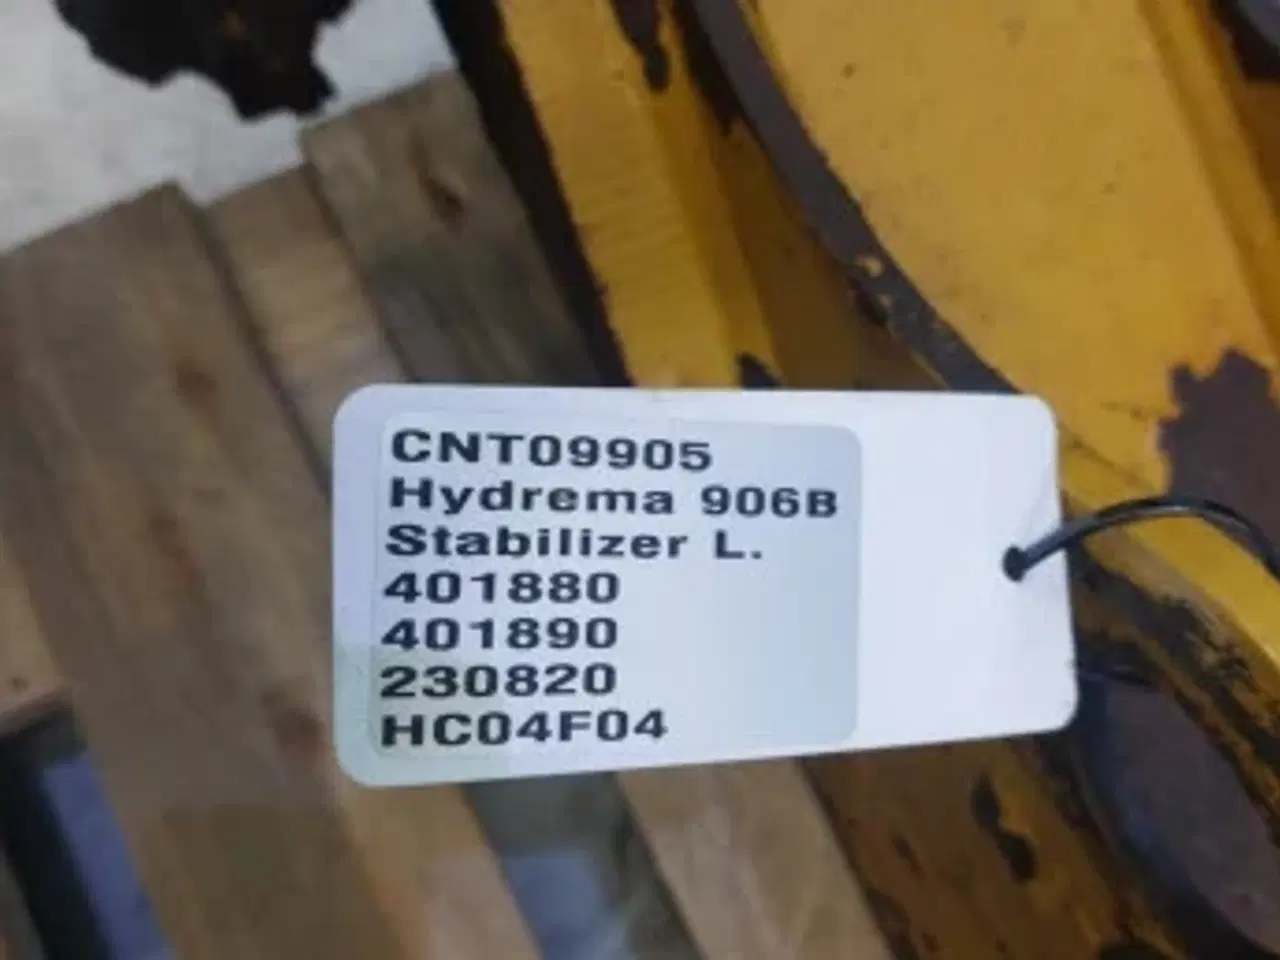 CNT09905
Hydrema 906B
Stabilizer L.
401880
401890
230820
HC04F04